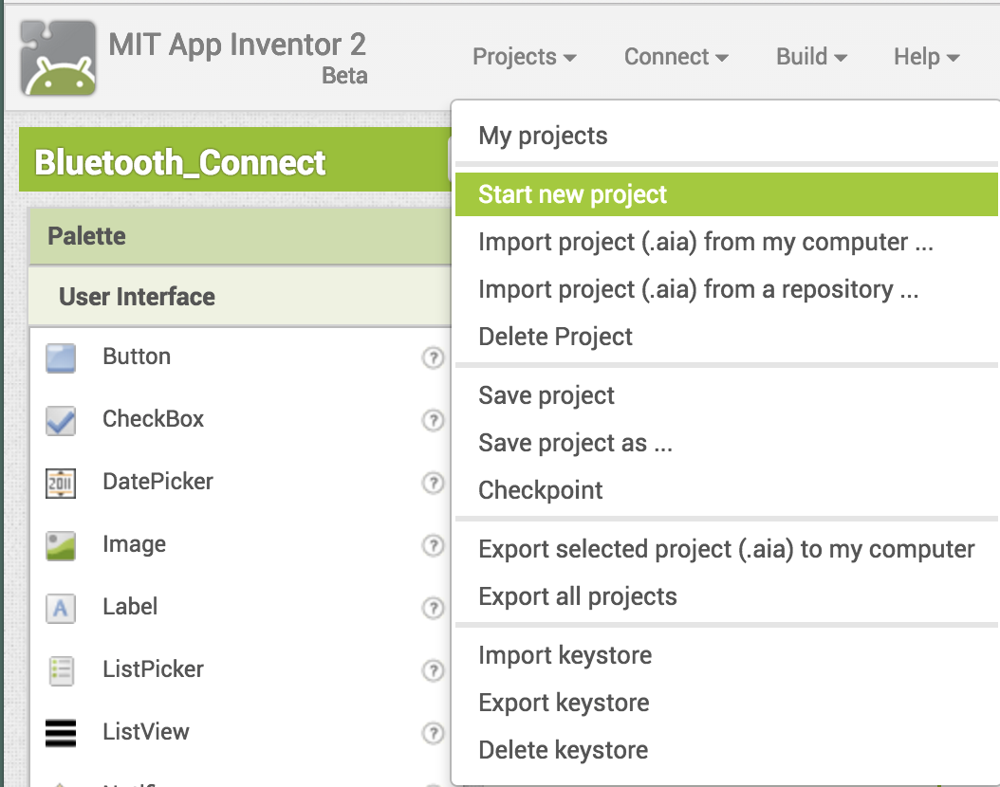 MIT App Inventor 2
Beta
Projects
Connect
Build
Help
Bluetooth_Connect
Palette
User Interface
Button
?
CheckBox
?
2011
DatePicker
?
Image
?
A
Label
?
ListPicker
?
ListView
?
My projects
Start new project
Import project (.aia) from my computer ...
Import project (.aia) from a repository ...
Delete Project
Save project
Save project as ...
Checkpoint
Export selected project (.aia) to my computer
Export all projects
Import keystore
Export keystore
Delete keystore